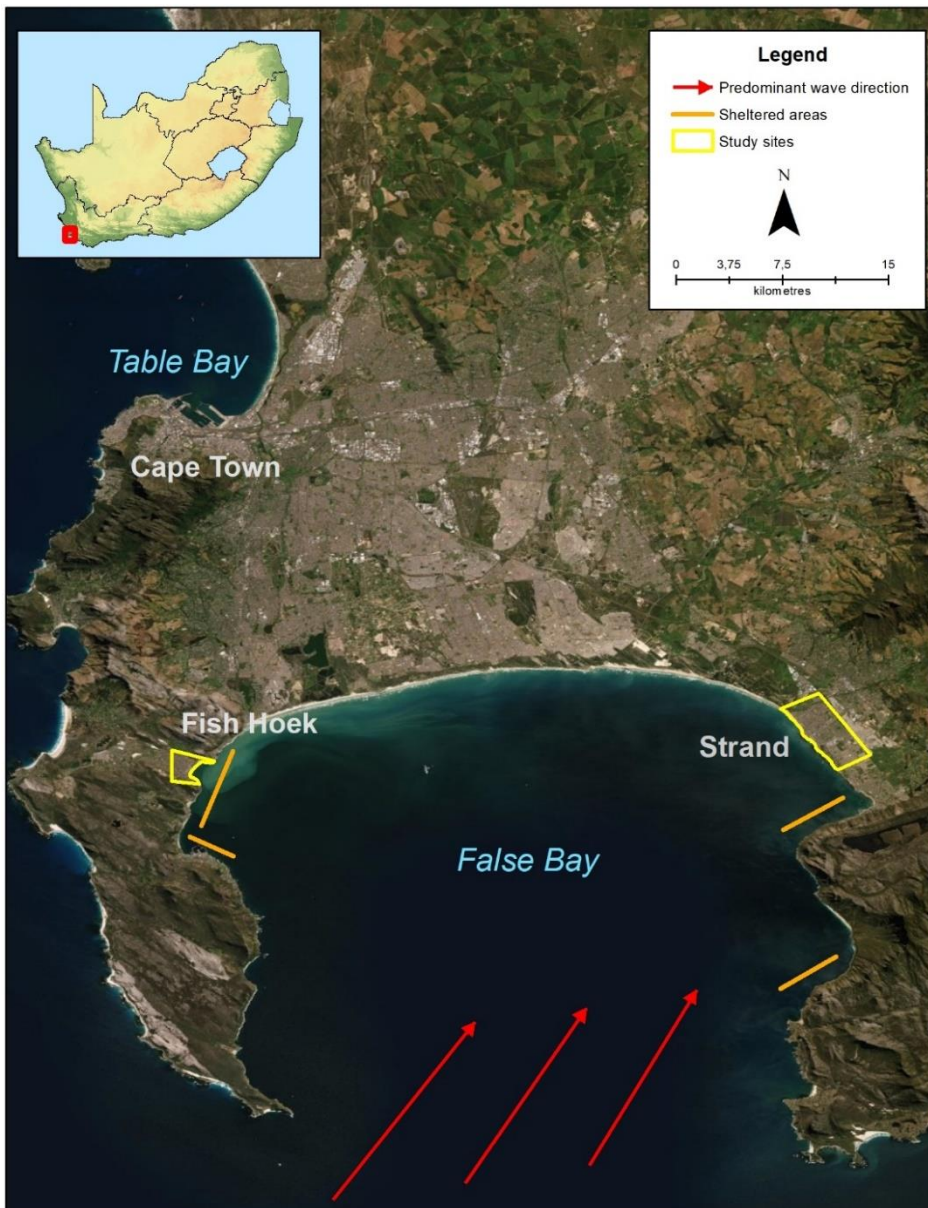 Legend
Predominant wave direction
Sheltered areas
Study sites
N
0 3,75 7,5 15
kilometres
Table Bay
Cape Town
Fish Hoek
Strand
False Bay